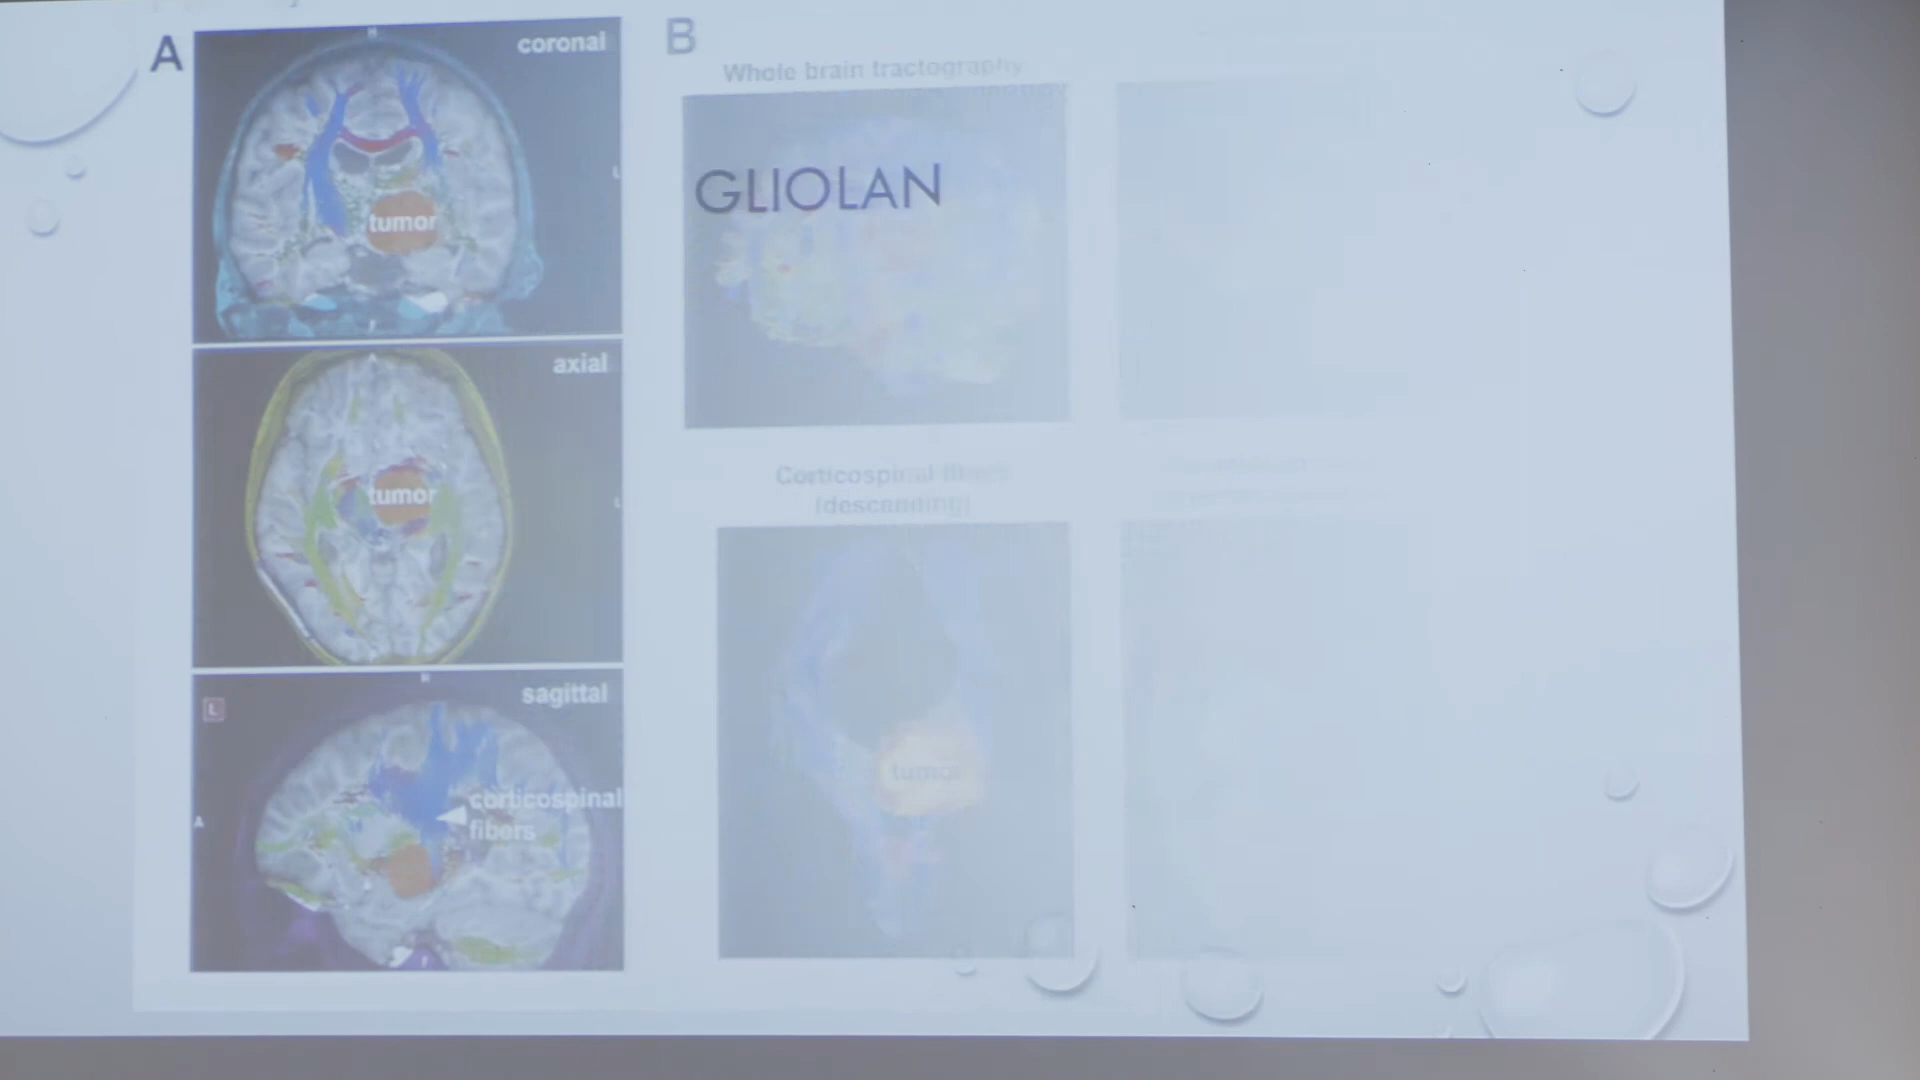 A
coronal
tumor
axial
tumor
sagittal
L
A
corticospinal
fibers
B
Whole brain tractography
GLIOLAN
Corticospinal fibers
(descending)
tumor